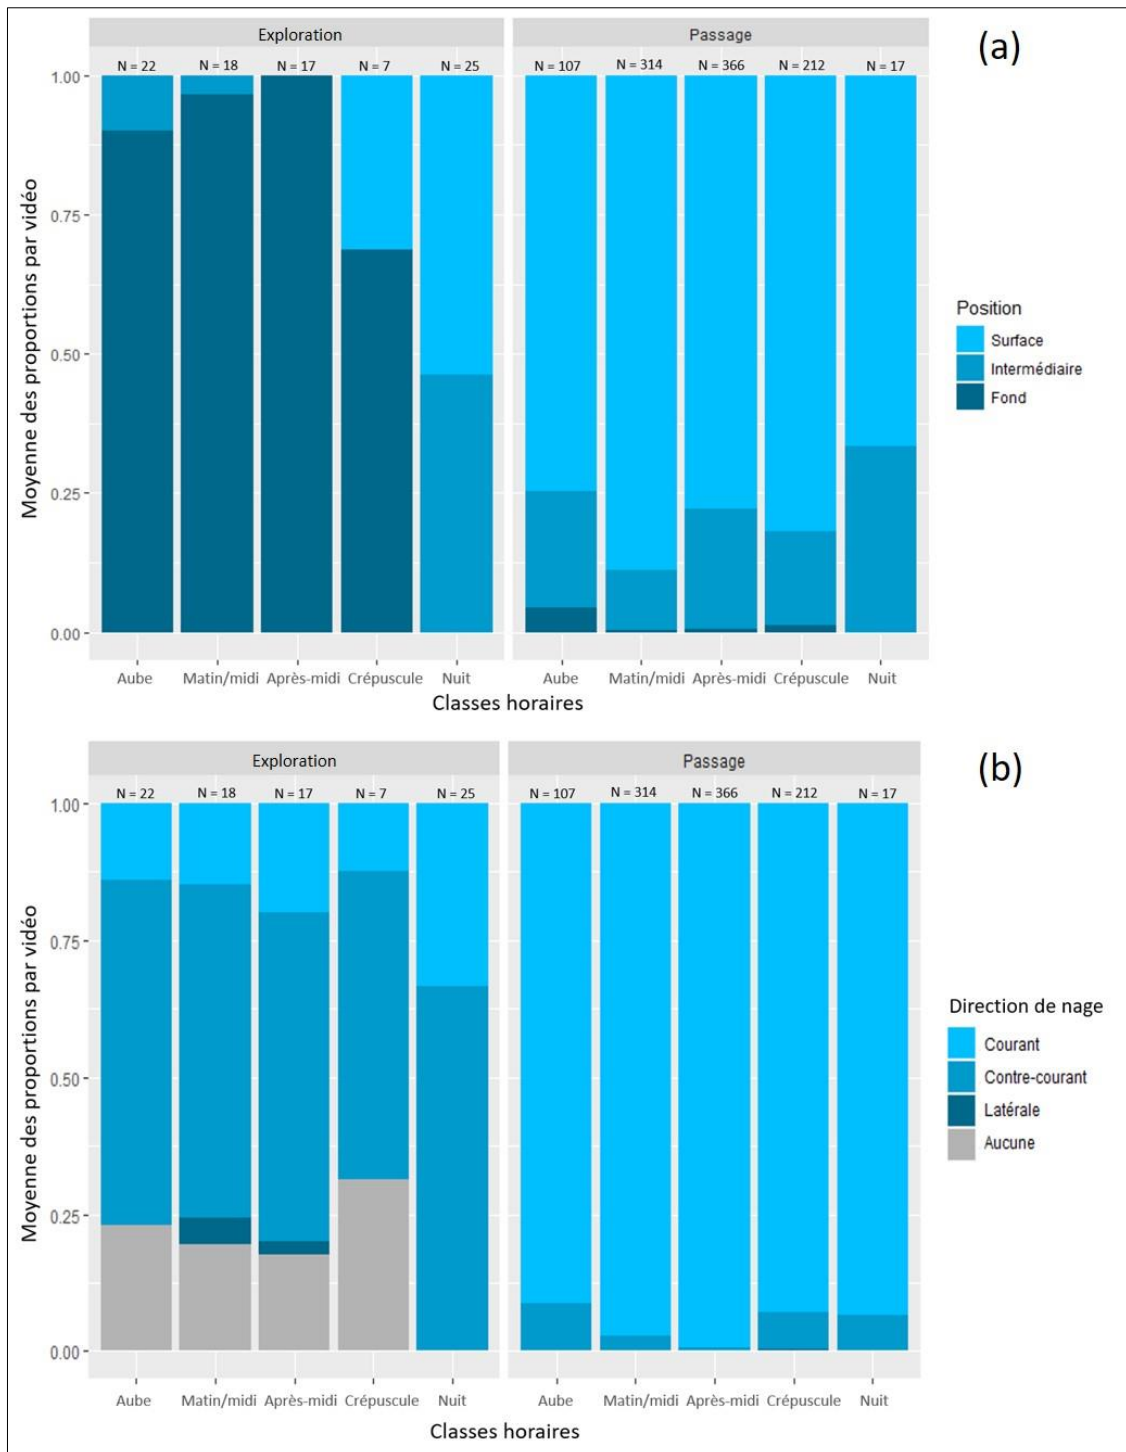 Exploration Passage (a)
N = 22 N = 18 N = 17 N = 7 N = 25 N = 107 N = 314 N = 366 N = 212 N = 17
1.00
0.75
0.50
0.25
0.00
Moyenne des proportions par vidéo
Position
Surface
Intermédiaire
Fond
Aube Matin/midi Après-midi Crépuscule Nuit Aube Matin/midi Après-midi Crépuscule Nuit
Classes horaires
Exploration Passage (b)
N = 22 N = 18 N = 17 N = 7 N = 25 N = 107 N = 314 N = 366 N = 212 N = 17
1.00
0.75
0.50
0.25
0.00
Moyenne des proportions par vidéo
Direction de nage
Courant
Contre-courant
Latérale
Aucune
Aube Matin/midi Après-midi Crépuscule Nuit Aube Matin/midi Après-midi Crépuscule Nuit
Classes horaires